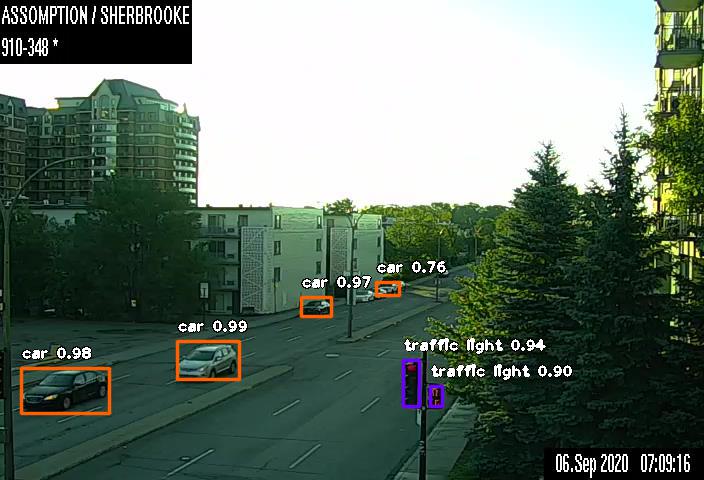 ASSOMPTION / SHERBROOKE
910-348 *
car 0.76
car 0.97
car 0.99
traffic light 0.94
car 0.98
traffic light 0.90
06.Sep 2020 07:09:16